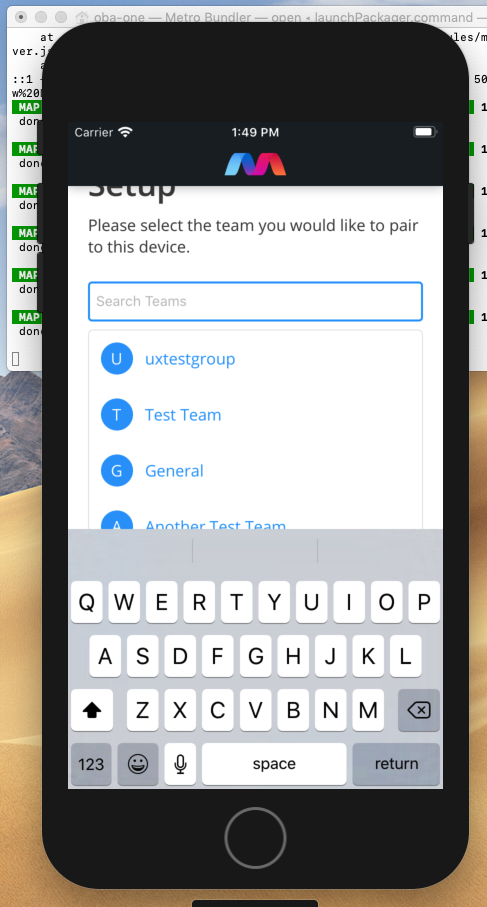 oba-one — Metro Bundler — open ◂ launchPackager.command —
at
ver.js
::1
50
w%20
MAP
1
don
MAP
1
don
MAP
1
don
MAP
1
don
MAP
1
don
MAP
1
don
Carrier
1:49 PM
Setup
Please select the team you would like to pair
to this device.
Search Teams
U uxtestgroup
T Test Team
G General
A Another Test Team
Q W E R T Y U I O P
A S D F G H J K L
Z X C V B N M
123 space return